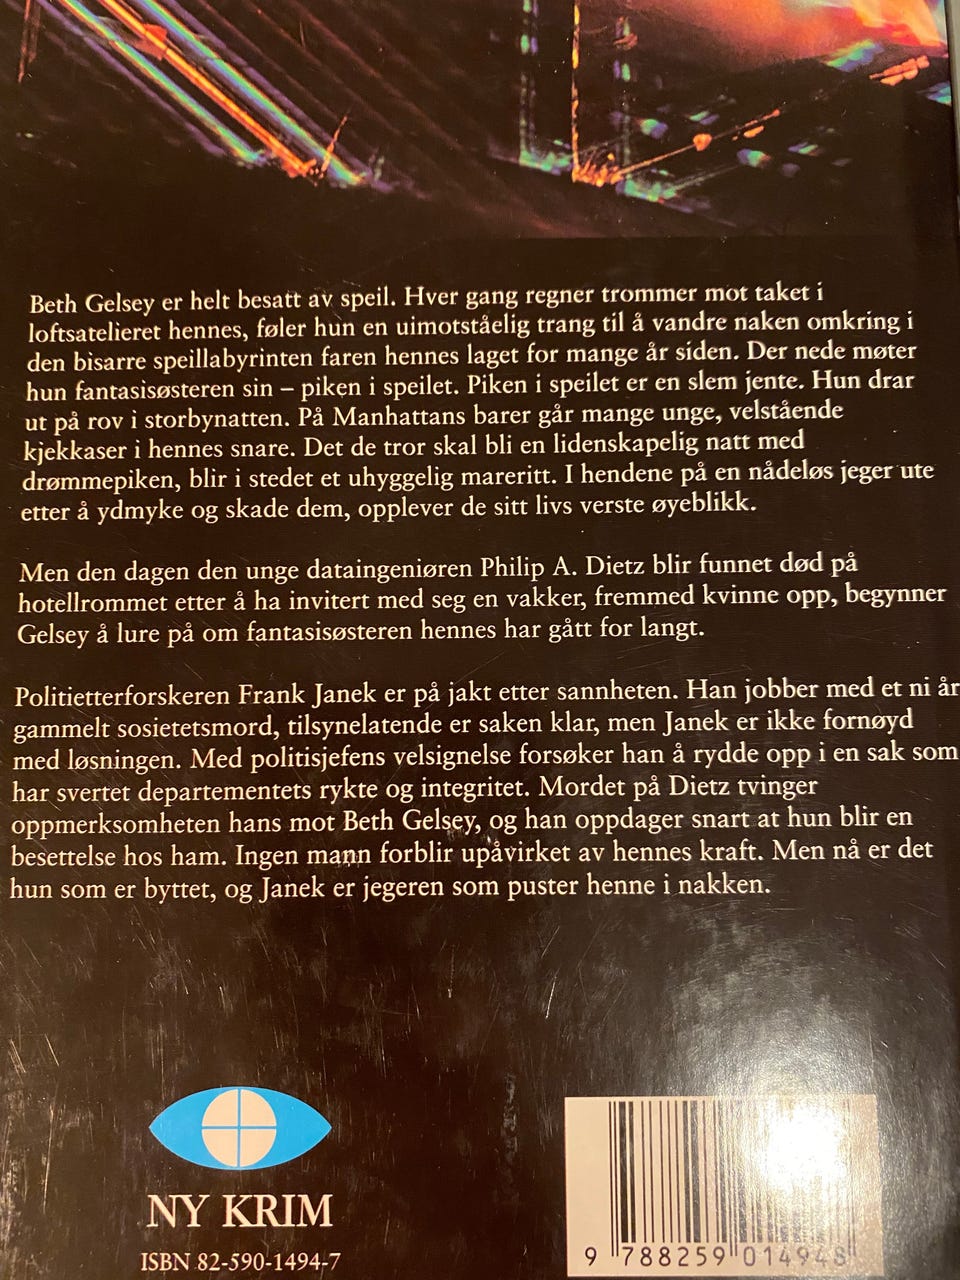 Beth Gelsey er helt besatt av speil. Hver gang regner trommer mot taket i
loftsatelieret hennes, føler hun en uimotståelig trang til å vandre naken omkring i
den bisarre speillabyrinten faren hennes laget for mange år siden. Der nede møter
hun fantasisøsteren sin – piken i speilet. Piken i speilet er en slem jente. Hun drar
ut på rov i storbynatten. På Manhattans barer går mange unge, velstående
kjekkaser i hennes snare. Det de tror skal bli en lidenskapelig natt med
drømmepiken, blir i stedet et uhyggelig mareritt. I hendene på en nådeløs jeger ute
etter å ydmyke og skade dem, opplever de sitt livs verste øyeblikk.
Men den dagen den unge dataingeniøren Philip A. Dietz blir funnet død på
hotellrommet etter å ha invitert med seg en vakker, fremmed kvinne opp, begynner
Gelsey å lure på om fantasisøsteren hennes har gått for langt.
Politietterforskeren Frank Janek er på jakt etter sannheten. Han jobber med et ni år
gammelt sosietetsmord, tilsynelatende er saken klar, men Janek er ikke fornøyd
med løsningen. Med politisjefens velsignelse forsøker han å rydde opp i en sak som
har svertet departementets rykte og integritet. Mordet på Dietz tvinger
oppmerksomheten hans mot Beth Gelsey, og han oppdager snart at hun blir en
besettelse hos ham. Ingen mann forblir upåvirket av hennes kraft. Men nå er det
hun som er byttet, og Janek er jegeren som puster henne i nakken.
NY KRIM
ISBN 82-590-1494-7
9 788259 014948